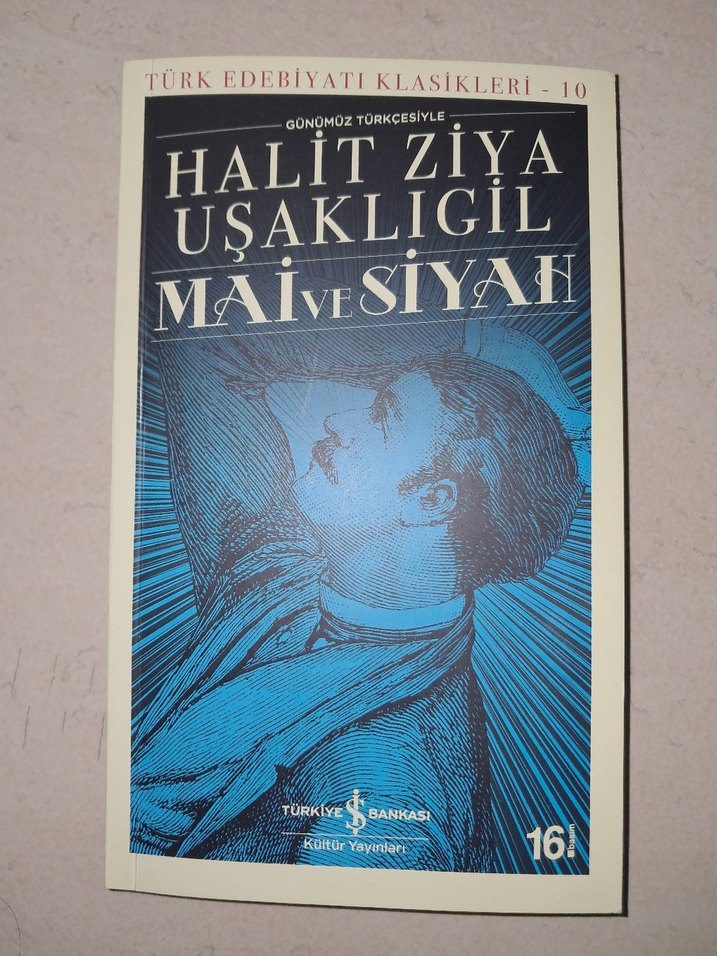 TÜRK EDEBİYATI KLASİKLERİ - 10
GÜNÜMÜZ TÜRKÇESİYLE
HALİT ZİYA
UŞAKLIGİL
MAİ VE SİYAH
TÜRKİYE İŞ BANKASI
Kültür Yayınları
16. basım